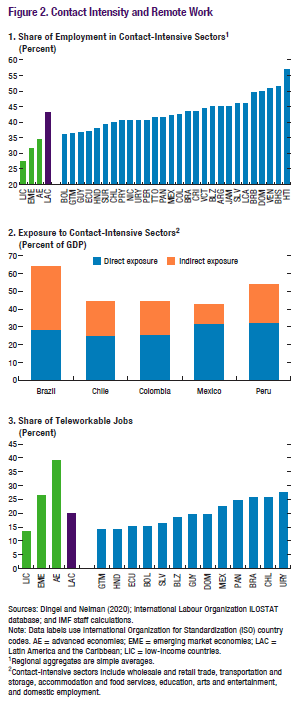 Figure 2. Contact Intensity and Remote Work
1. Share of Employment in Contact-Intensive Sectors1
(Percent)
60
55
50
45
40
35
30
25
20
LIC EME AE LAC BOL GTM GUY ECU HND SUR CHL PRY NIC URY PER TTO PAN MEX COL BRA CRI VCT BLZ ARG JAM SLV LCA BRB DOM VEN BHS HTI
2. Exposure to Contact-Intensive Sectors2
(Percent of GDP)
70
60
50
40
30
20
10
0
Direct exposure Indirect exposure
Brazil Chile Colombia Mexico Peru
3. Share of Teleworkable Jobs
(Percent)
45
40
35
30
25
20
15
10
5
0
LIC EME AE LAC GTM HND ECU BOL SLV BLZ GUY DOM MEX PAN BRA CHL URY
Sources: Dingel and Neiman (2020); International Labour Organization ILOSTAT
database; and IMF staff calculations.
Note: Data labels use International Organization for Standardization (ISO) country
codes. AE = advanced economies; EME = emerging market economies; LAC =
Latin America and the Caribbean; LIC = low-income countries.
1Regional aggregates are simple averages.
2Contact-intensive sectors include wholesale and retail trade, transportation and
storage, accommodation and food services, education, arts and entertainment,
and domestic employment.